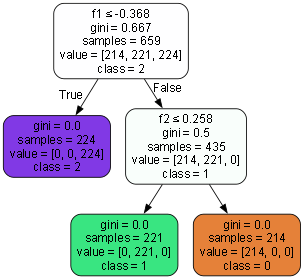 f1 ≤ -0.368
gini = 0.667
samples = 659
value = [214, 221, 224]
class = 2
True
False
gini = 0.0
samples = 224
value = [0, 0, 224]
class = 2
f2 ≤ 0.258
gini = 0.5
samples = 435
value = [214, 221, 0]
class = 1
gini = 0.0
samples = 221
value = [0, 221, 0]
class = 1
gini = 0.0
samples = 214
value = [214, 0, 0]
class = 0